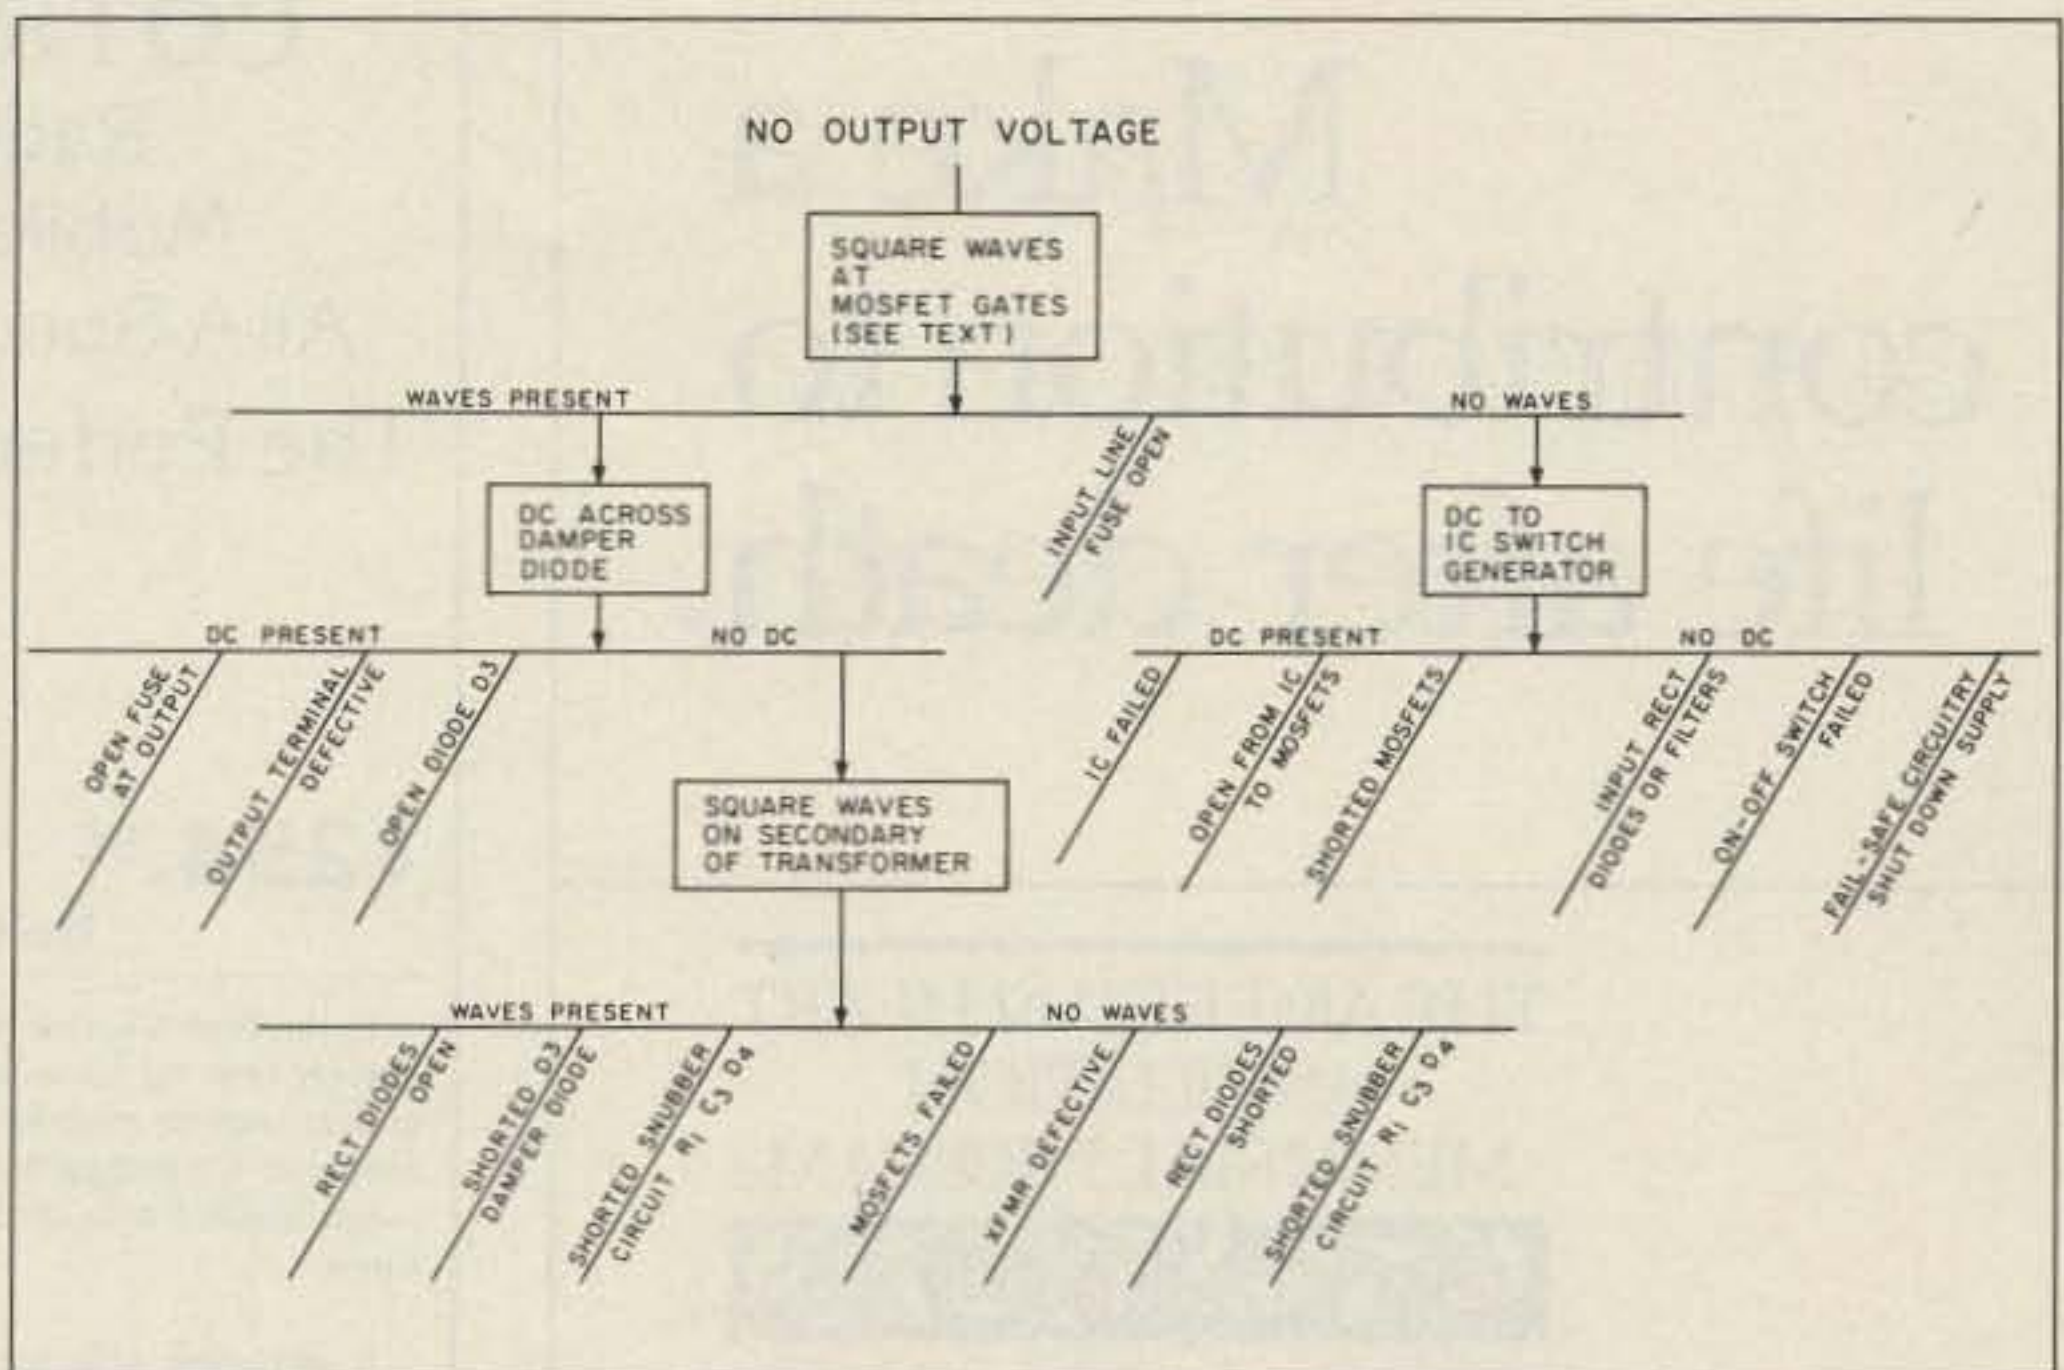 NO OUTPUT VOLTAGE
SQUARE WAVES
AT
MOSFET GATES
(SEE TEXT)
WAVES PRESENT
NO WAVES
INPUT LINE
FUSE OPEN
DC ACROSS
DAMPER
DIODE
DC TO
IC SWITCH
GENERATOR
DC PRESENT
NO DC
DC PRESENT
NO DC
OPEN FUSE
AT OUTPUT
OUTPUT TERMINAL
DEFECTIVE
OPEN DIODE D3
IC FAILED
OPEN FROM IC
TO MOSFETS
SHORTED MOSFETS
INPUT RECT
DIODES OR FILTERS
ON-OFF SWITCH
FAILED
FAIL-SAFE CIRCUITRY
SHUT DOWN SUPPLY
SQUARE WAVES
ON SECONDARY
OF TRANSFORMER
WAVES PRESENT
NO WAVES
RECT DIODES
OPEN
SHORTED D3
DAMPER DIODE
SHORTED SNUBBER
CIRCUIT R1 C3 D4
MOSFETS FAILED
XFMR DEFECTIVE
RECT DIODES
SHORTED
SHORTED SNUBBER
CIRCUIT R1 C3 D4